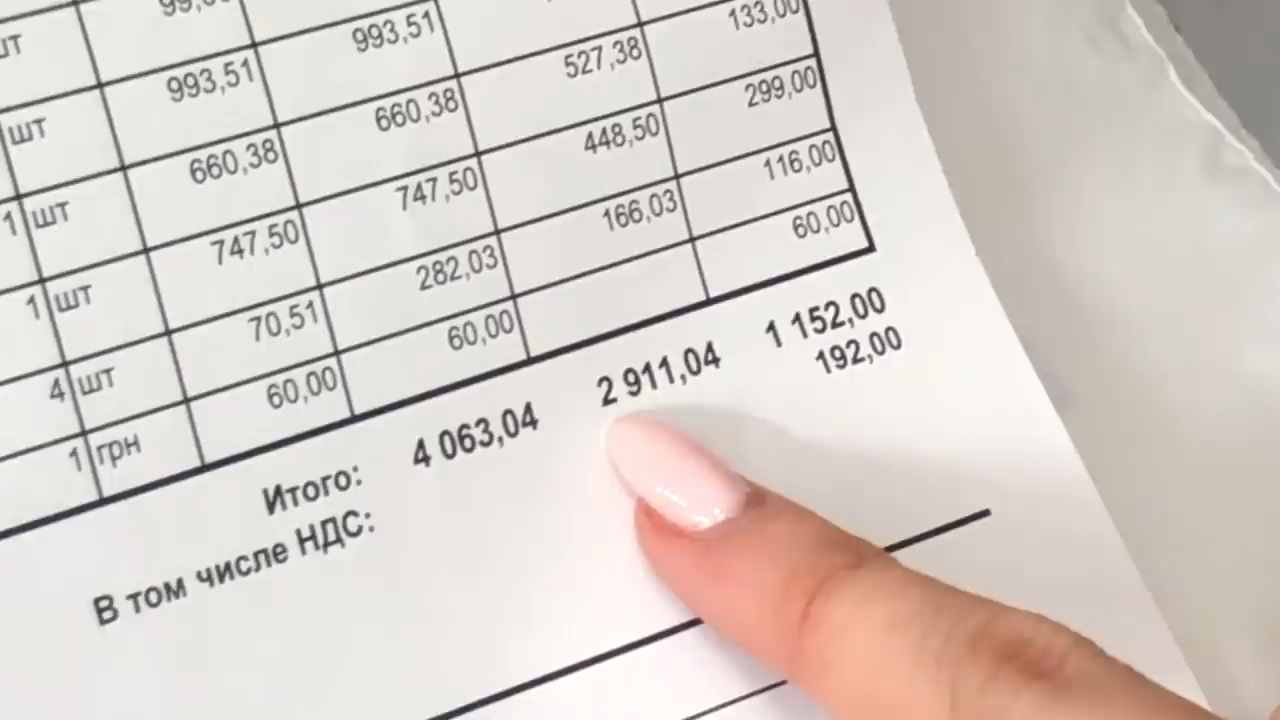 шт
шт 993,51 993,51
1 шт 660,38 660,38 527,38 133,00
1 шт 747,50 747,50 448,50 299,00
4 шт 70,51 282,03 166,03 116,00
1 грн 60,00 60,00 60,00
Итого: 4 063,04 2 911,04 1 152,00
В том числе НДС: 192,00